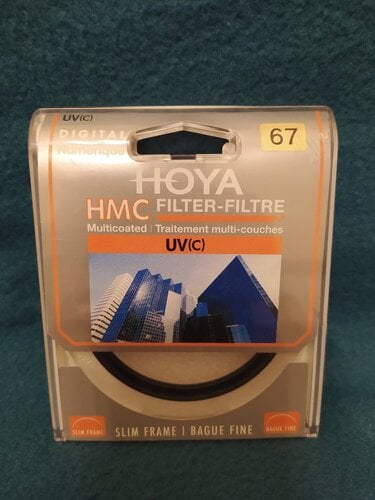 UV(C)
DIGITAL
Numérique
67
HOYA
HMC FILTER-FILTRE
Multicoated | Traitement multi-couches
UV(C)
SLIM FRAME
SLIM FRAME | BAGUE FINE
BAGUE FINE